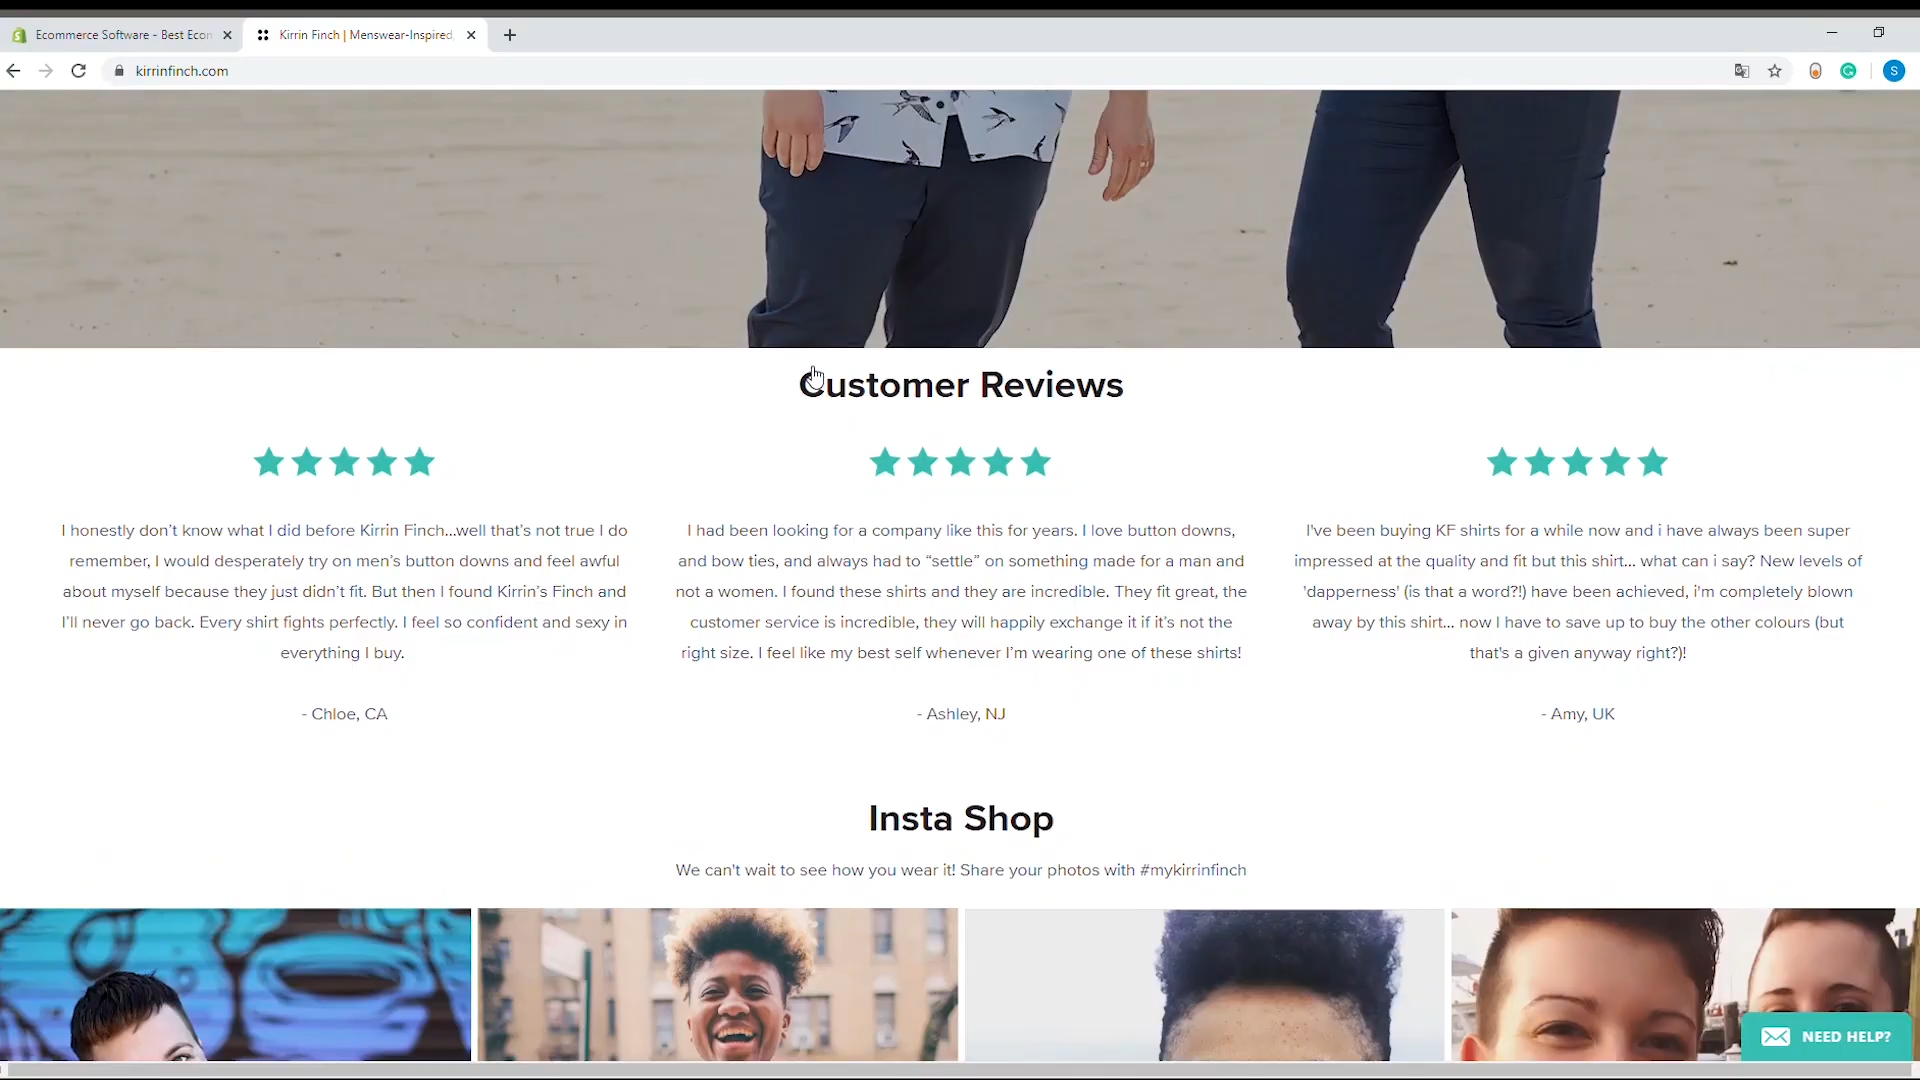 Ecommerce Software - Best Econ
Kirrin Finch | Menswear-Inspired
kirrinfinch.com
S
Customer Reviews
I honestly don’t know what I did before Kirrin Finch...well that’s not true I do
remember, I would desperately try on men’s button downs and feel awful
about myself because they just didn’t fit. But then I found Kirrin’s Finch and
I’ll never go back. Every shirt fights perfectly. I feel so confident and sexy in
everything I buy.
- Chloe, CA
I had been looking for a company like this for years. I love button downs,
and bow ties, and always had to “settle” on something made for a man and
not a women. I found these shirts and they are incredible. They fit great, the
customer service is incredible, they will happily exchange it if it’s not the
right size. I feel like my best self whenever I’m wearing one of these shirts!
- Ashley, NJ
I've been buying KF shirts for a while now and i have always been super
impressed at the quality and fit but this shirt... what can i say? New levels of
'dapperness' (is that a word?!) have been achieved, i'm completely blown
away by this shirt... now I have to save up to buy the other colours (but
that's a given anyway right?)!
- Amy, UK
Insta Shop
We can't wait to see how you wear it! Share your photos with #mykirrinfinch
NEED HELP?